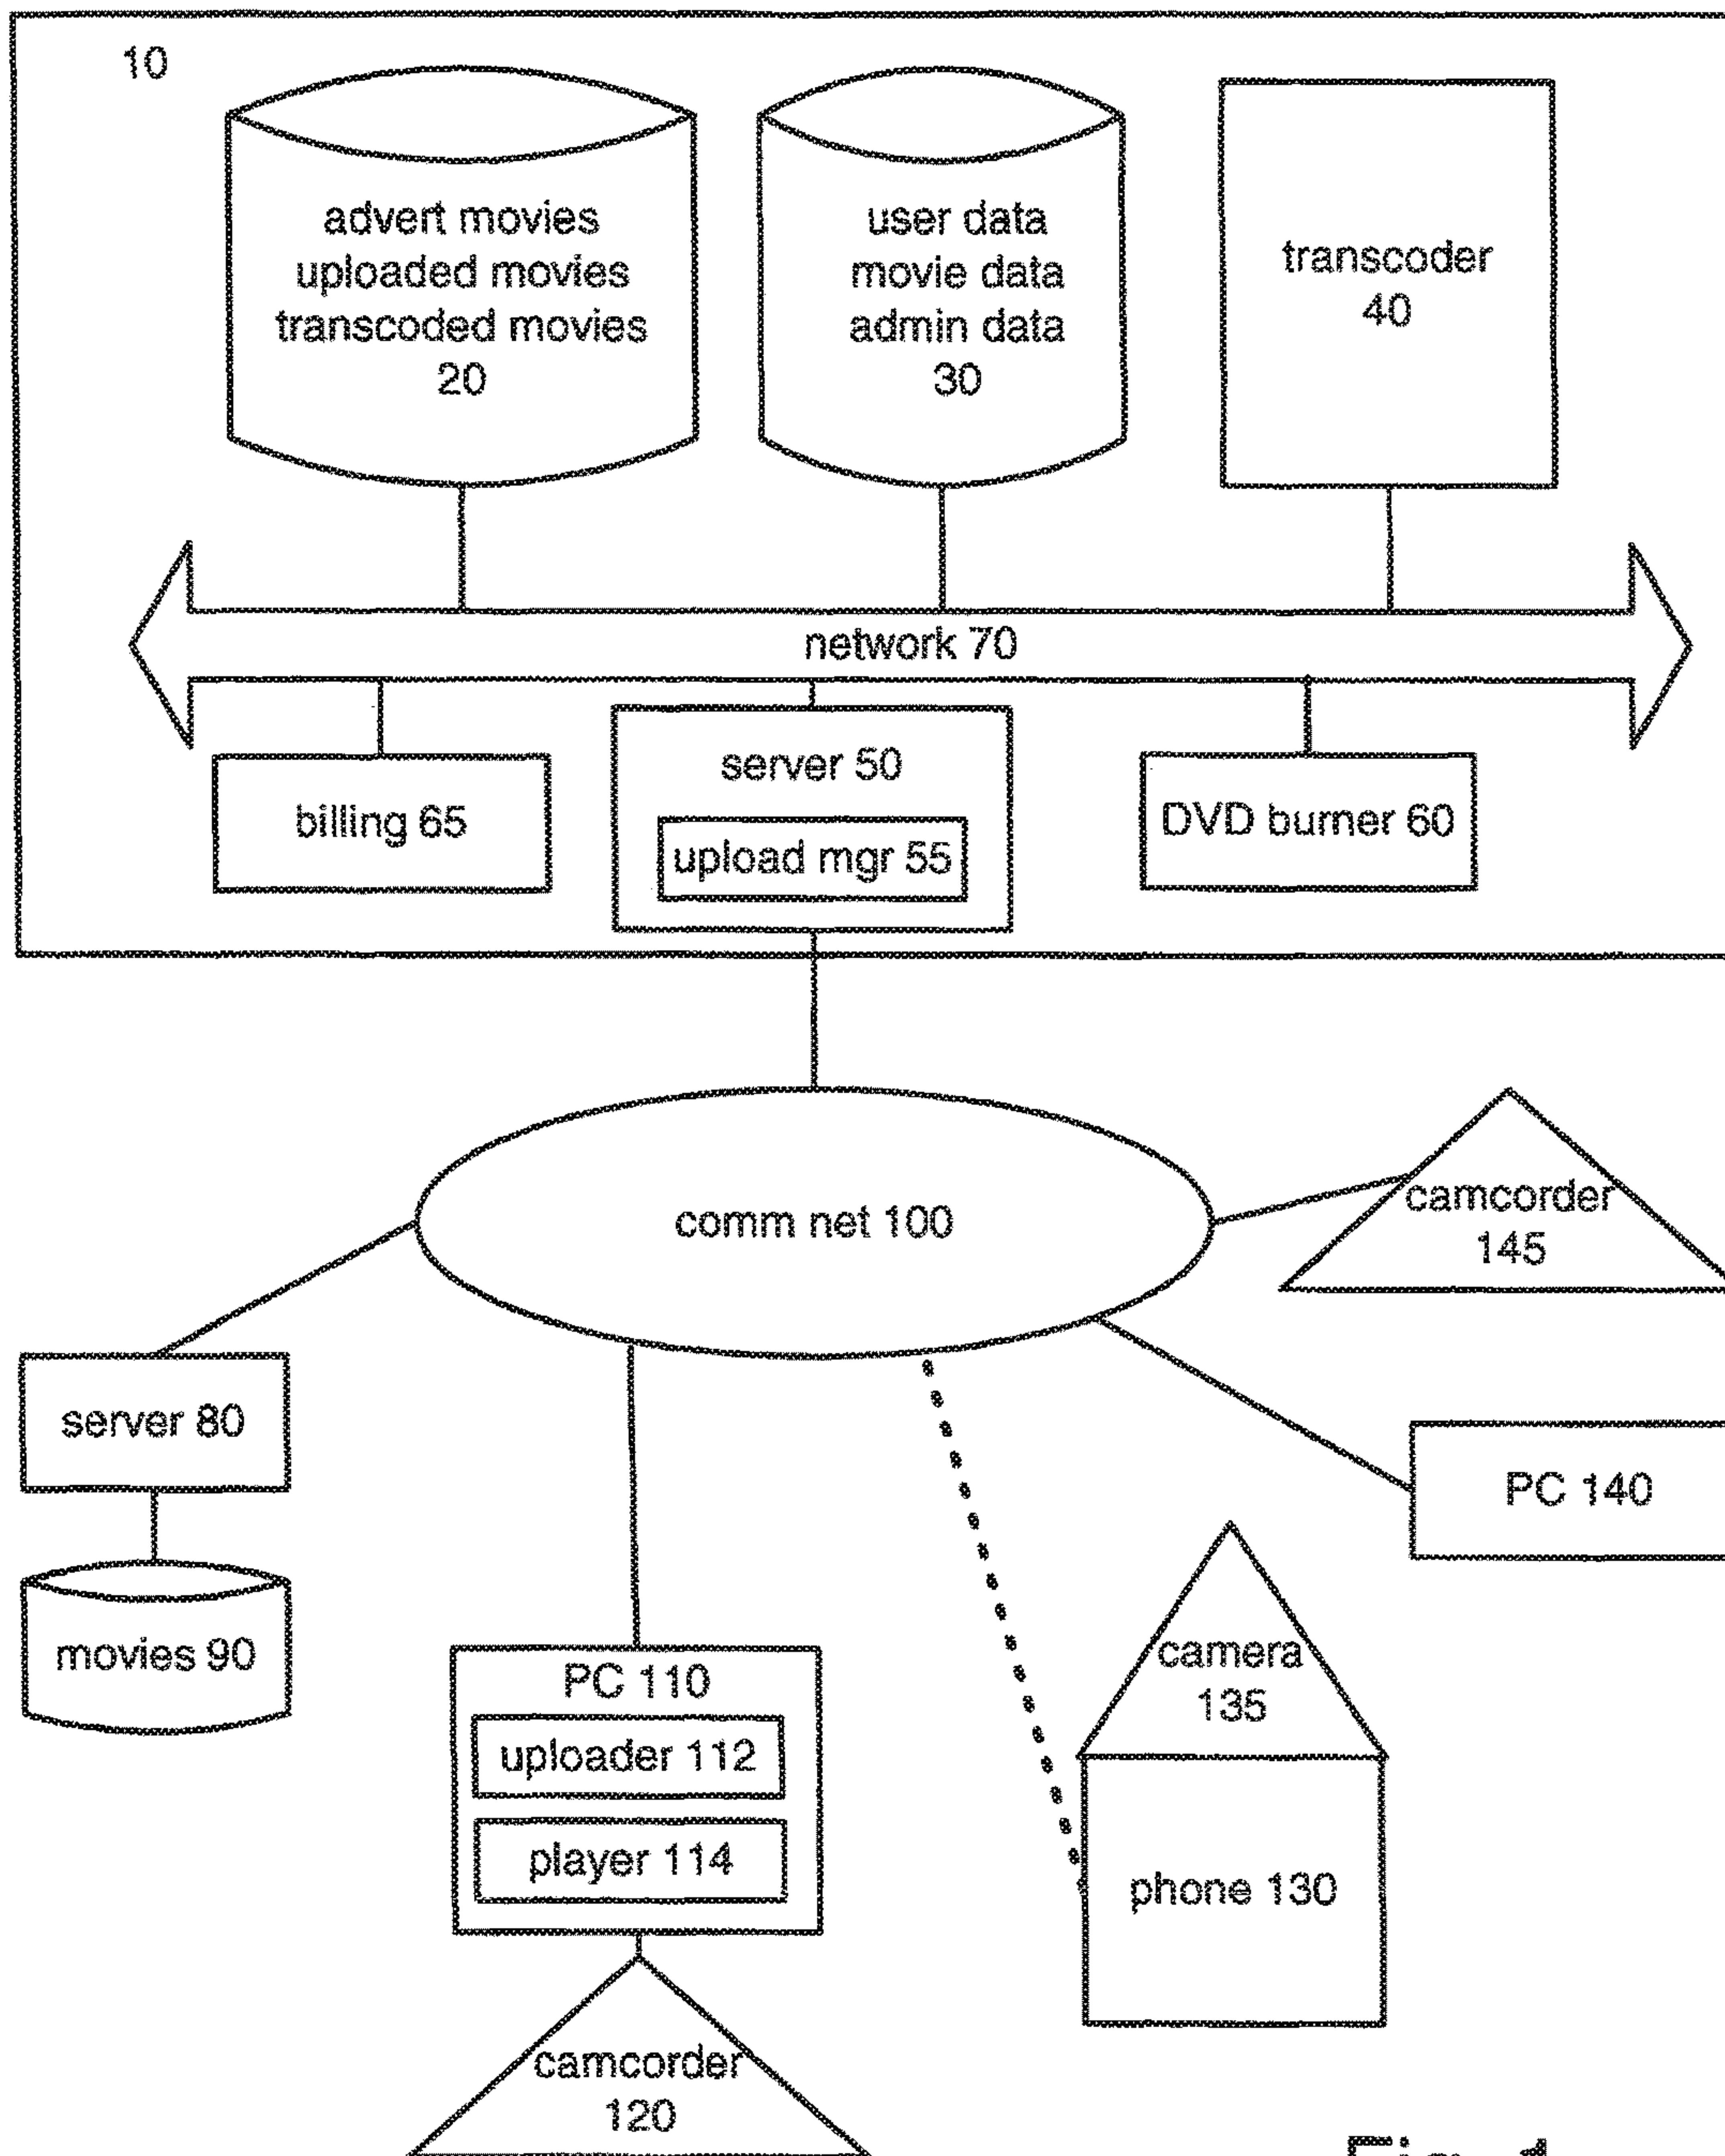 10
advert movies
uploaded movies
transcoded movies
20
user data
movie data
admin data
30
transcoder
40
network 70
billing 65
server 50
upload mgr 55
DVD burner 60
comm net 100
camcorder
145
server 80
PC 140
movies 90
PC 110
uploader 112
player 114
camera
135
phone 130
camcorder
120